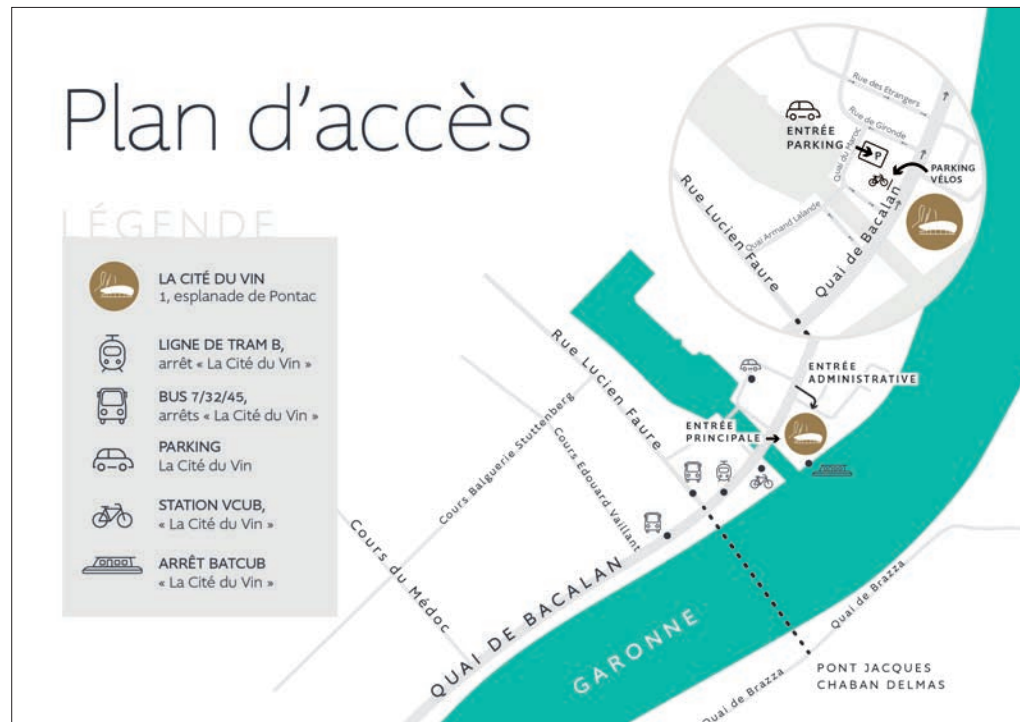 Plan d'accès
LÉGENDE
LA CITÉ DU VIN
1, esplanade de Pontac
LIGNE DE TRAM B,
arrêt « La Cité du Vin »
BUS 7/32/45,
arrêts « La Cité du Vin »
PARKING
La Cité du Vin
STATION VCUB,
« La Cité du Vin »
ARRÊT BATCUB
« La Cité du Vin »
Rue des Etrangers
Rue de Gironde
ENTRÉE
PARKING
P
Quai du Maroc
PARKING
VÉLOS
Rue Lucien Faure
Quai Armand Lalande
Quai de Bacalan
Rue Lucien Faure
ENTRÉE
ADMINISTRATIVE
ENTRÉE
PRINCIPALE
Cours Balguerie Stuttenberg
Cours Edouard Vaillant
Cours du Médoc
QUAI DE BACALAN
GARONNE
Quai de Brazza
PONT JACQUES
CHABAN DELMAS
Quai de Brazza